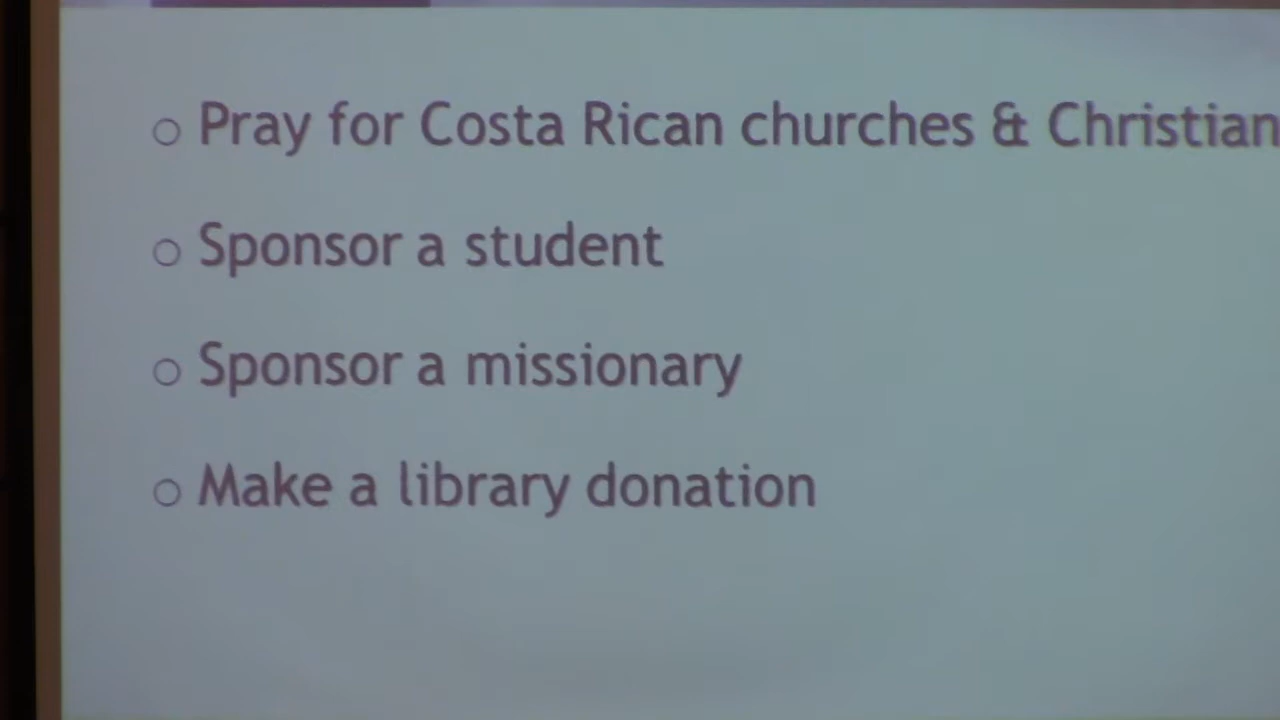 Pray for Costa Rican churches & Christian
Sponsor a student
Sponsor a missionary
Make a library donation